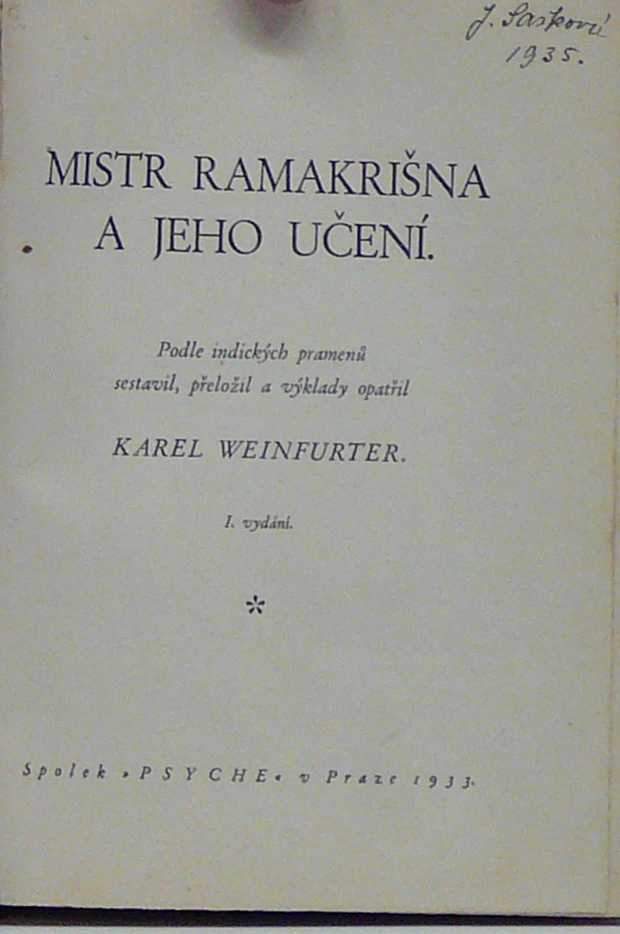 J. Sašková
1935.
MISTR RAMAKRIŠNA
A JEHO UČENÍ.
Podle indických pramenů
sestavil, přeložil a výklady opatřil
KAREL WEINFURTER.
I. vydání.
*
Spolek »PSYCHE« v Praze 1933.